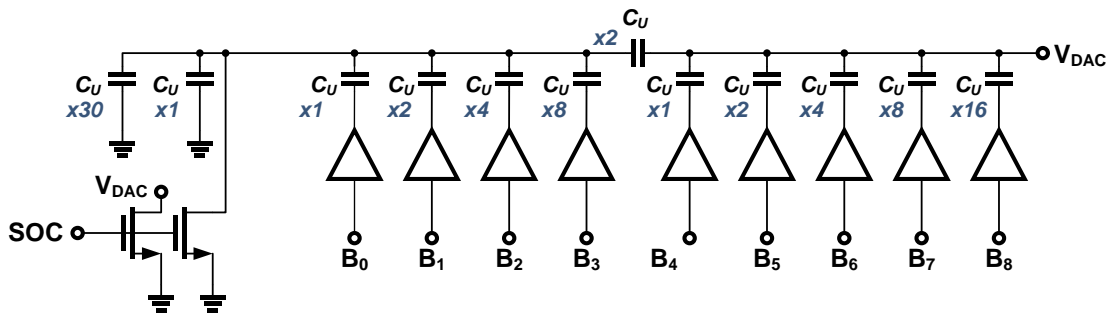 C_U
x2
V_DAC
C_U
x30
C_U
x1
C_U
x1
C_U
x2
C_U
x4
C_U
x8
C_U
x1
C_U
x2
C_U
x4
C_U
x8
C_U
x16
V_DAC
SOC
B_0 B_1 B_2 B_3 B_4 B_5 B_6 B_7 B_8